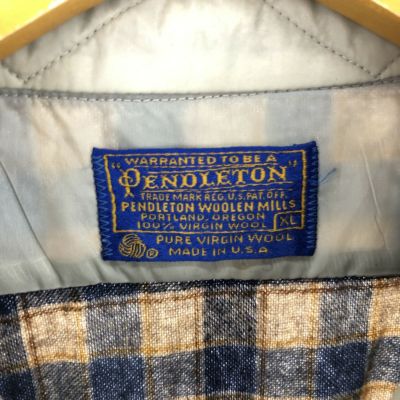 "WARRANTED TO BE A
PENDLETON"
TRADE MARK REG. U.S. PAT. OFF.
PENDLETON WOOLEN MILLS
PORTLAND, OREGON
100% VIRGIN WOOL
XL
PURE VIRGIN WOOL
MADE IN U.S.A.